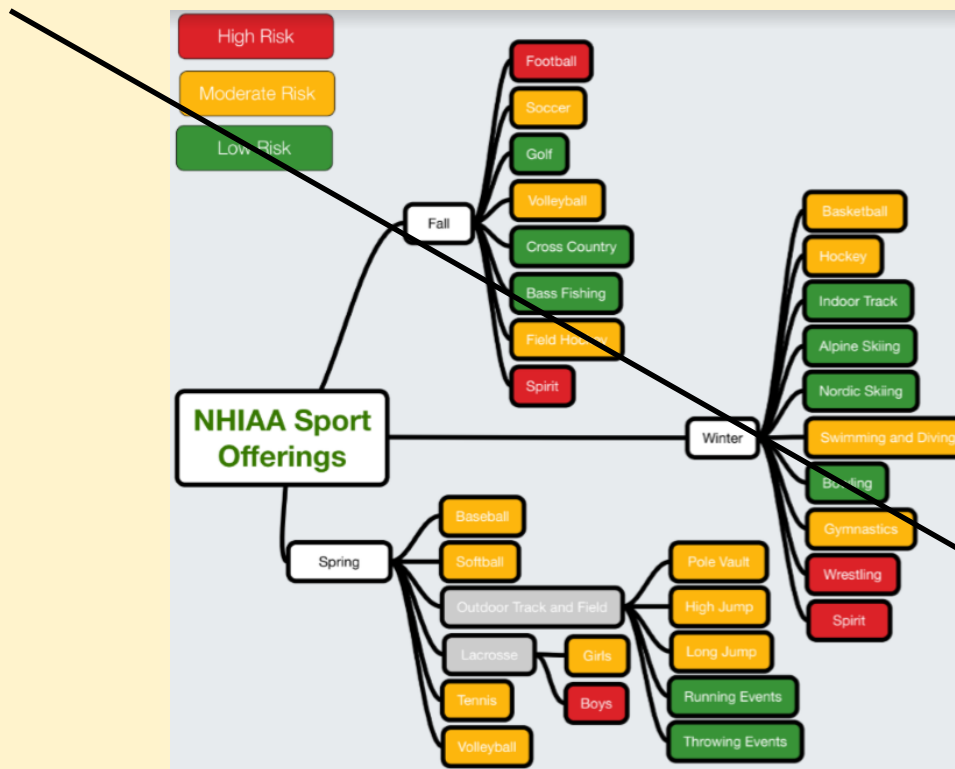 High Risk
Moderate Risk
Low Risk
Football
Soccer
Golf
Volleyball
Fall
Cross Country
Bass Fishing
Field Hockey
Spirit
NHIAA Sport
Offerings
Winter
Basketball
Hockey
Indoor Track
Alpine Skiing
Nordic Skiing
Swimming and Diving
Bowling
Gymnastics
Wrestling
Spirit
Spring
Baseball
Softball
Outdoor Track and Field
Pole Vault
High Jump
Long Jump
Running Events
Throwing Events
Lacrosse
Girls
Boys
Tennis
Volleyball